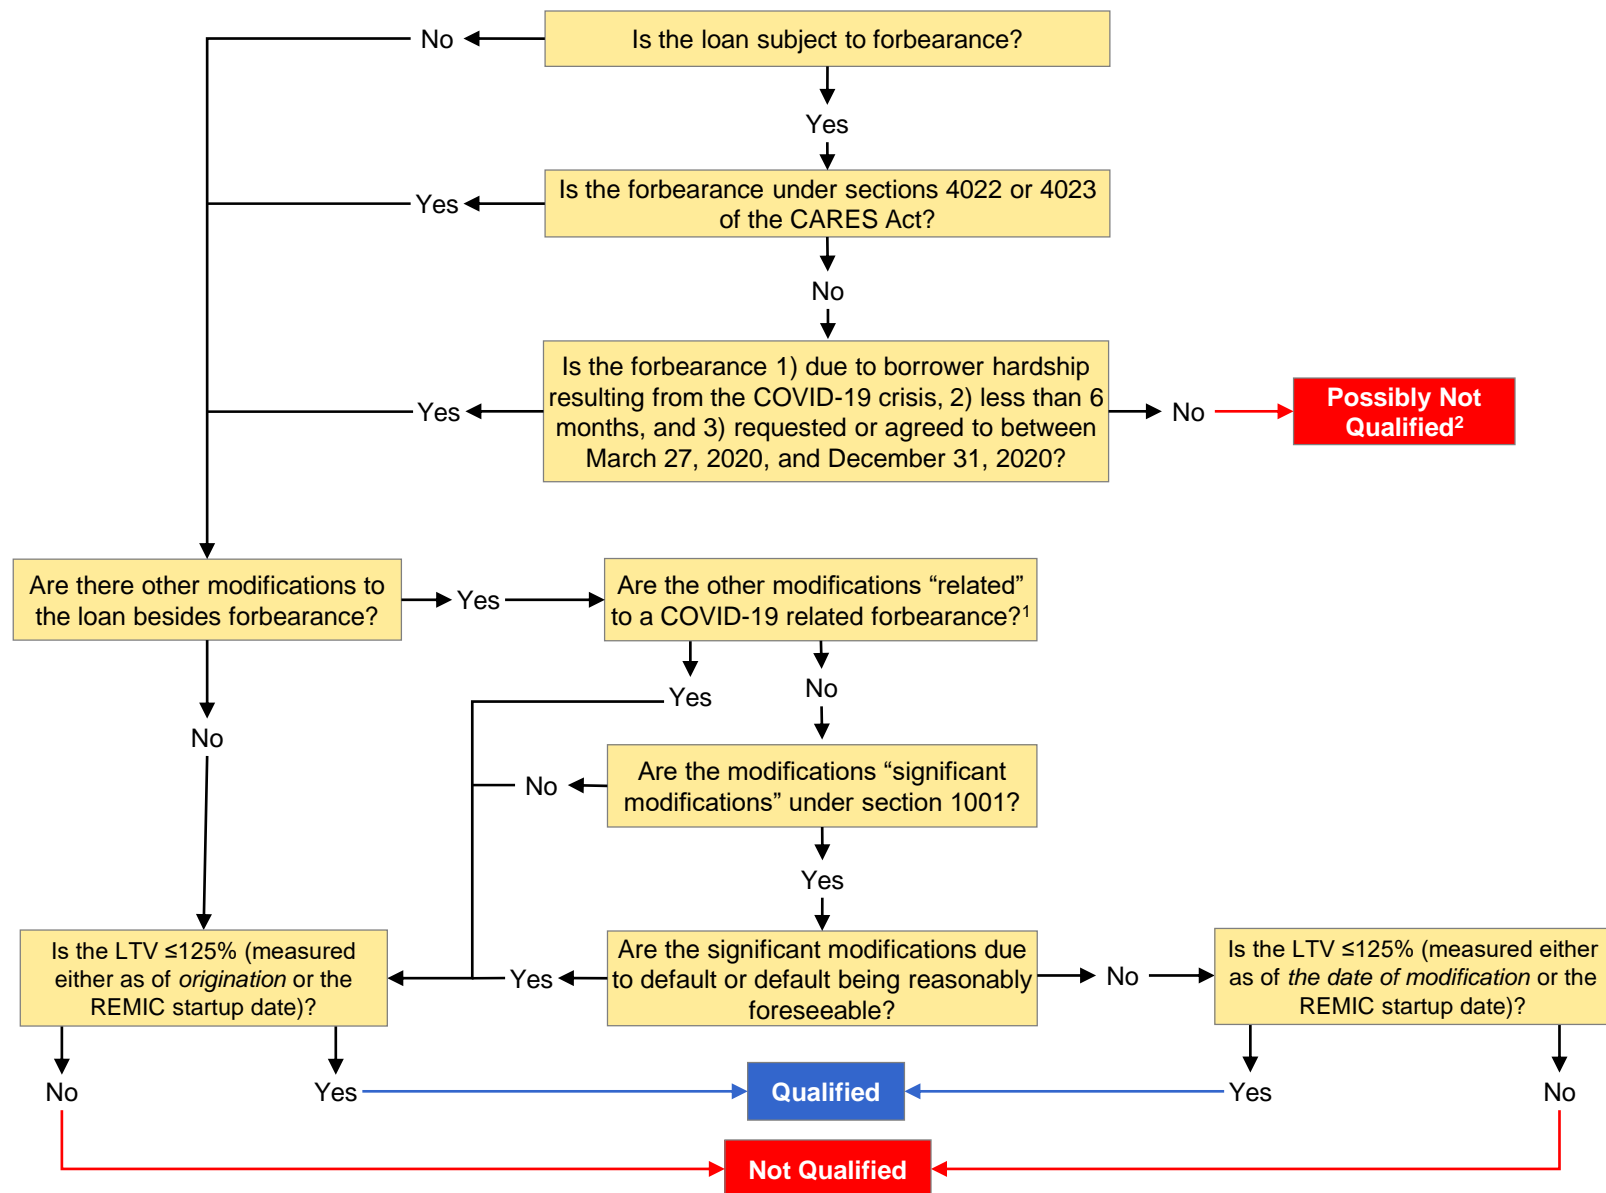 Is the loan subject to forbearance?
No
Yes
Is the forbearance under sections 4022 or 4023
of the CARES Act?
Yes
No
Is the forbearance 1) due to borrower hardship
resulting from the COVID-19 crisis, 2) less than 6
months, and 3) requested or agreed to between
March 27, 2020, and December 31, 2020?
Yes
No
Possibly Not
Qualified²
Are there other modifications to
the loan besides forbearance?
Yes
Are the other modifications “related”
to a COVID-19 related forbearance?¹
Yes
No
No
Are the modifications “significant
modifications” under section 1001?
No
Yes
Is the LTV ≤125% (measured
either as of origination or the
REMIC startup date)?
Yes
Are the significant modifications due
to default or default being reasonably
foreseeable?
No
Is the LTV ≤125% (measured either
as of the date of modification or the
REMIC startup date)?
No
Yes
Qualified
Yes
No
Not Qualified